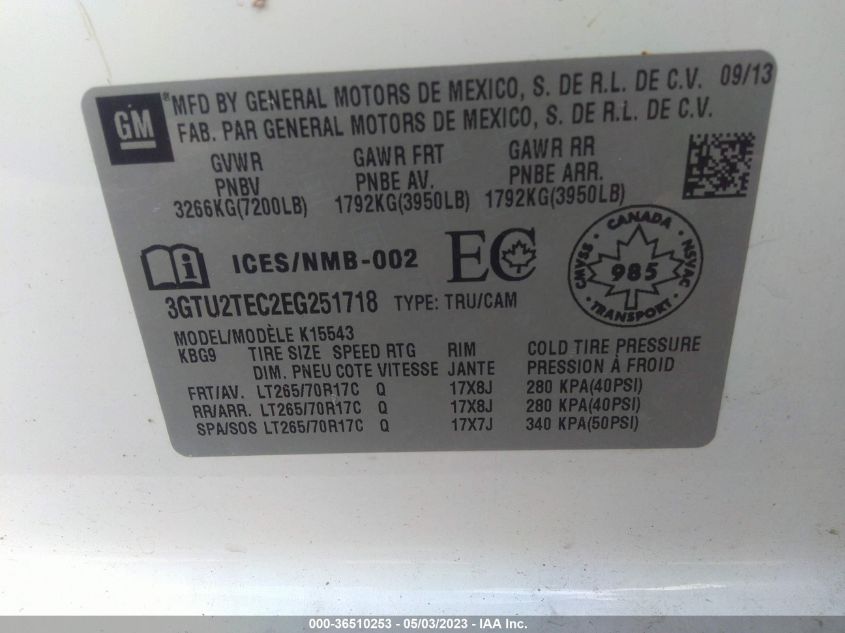 GM
®MFD BY GENERAL MOTORS DE MEXICO, S. DE R.L. DE C.V. 09/13
FAB. PAR GENERAL MOTORS DE MEXICO, S. DE R.L. DE C.V.
GVWR GAWR FRT GAWR RR
PNBV PNBE AV. PNBE ARR.
3266KG(7200LB) 1792KG(3950LB) 1792KG(3950LB)
i ICES/NMB-002 EC
CANADA CMVSS 985 NSVAC TRANSPORT
3GTU2TEC2EG251718 TYPE: TRU/CAM
MODEL/MODÈLE K15543
KBG9 TIRE SIZE SPEED RTG RIM COLD TIRE PRESSURE
DIM. PNEU COTE VITESSE JANTE PRESSION À FROID
FRT/AV. LT265/70R17C Q 17X8J 280 KPA(40PSI)
RR/ARR. LT265/70R17C Q 17X8J 280 KPA(40PSI)
SPA/SOS LT265/70R17C Q 17X7J 340 KPA(50PSI)
000-36510253 - 05/03/2023 - IAA Inc.